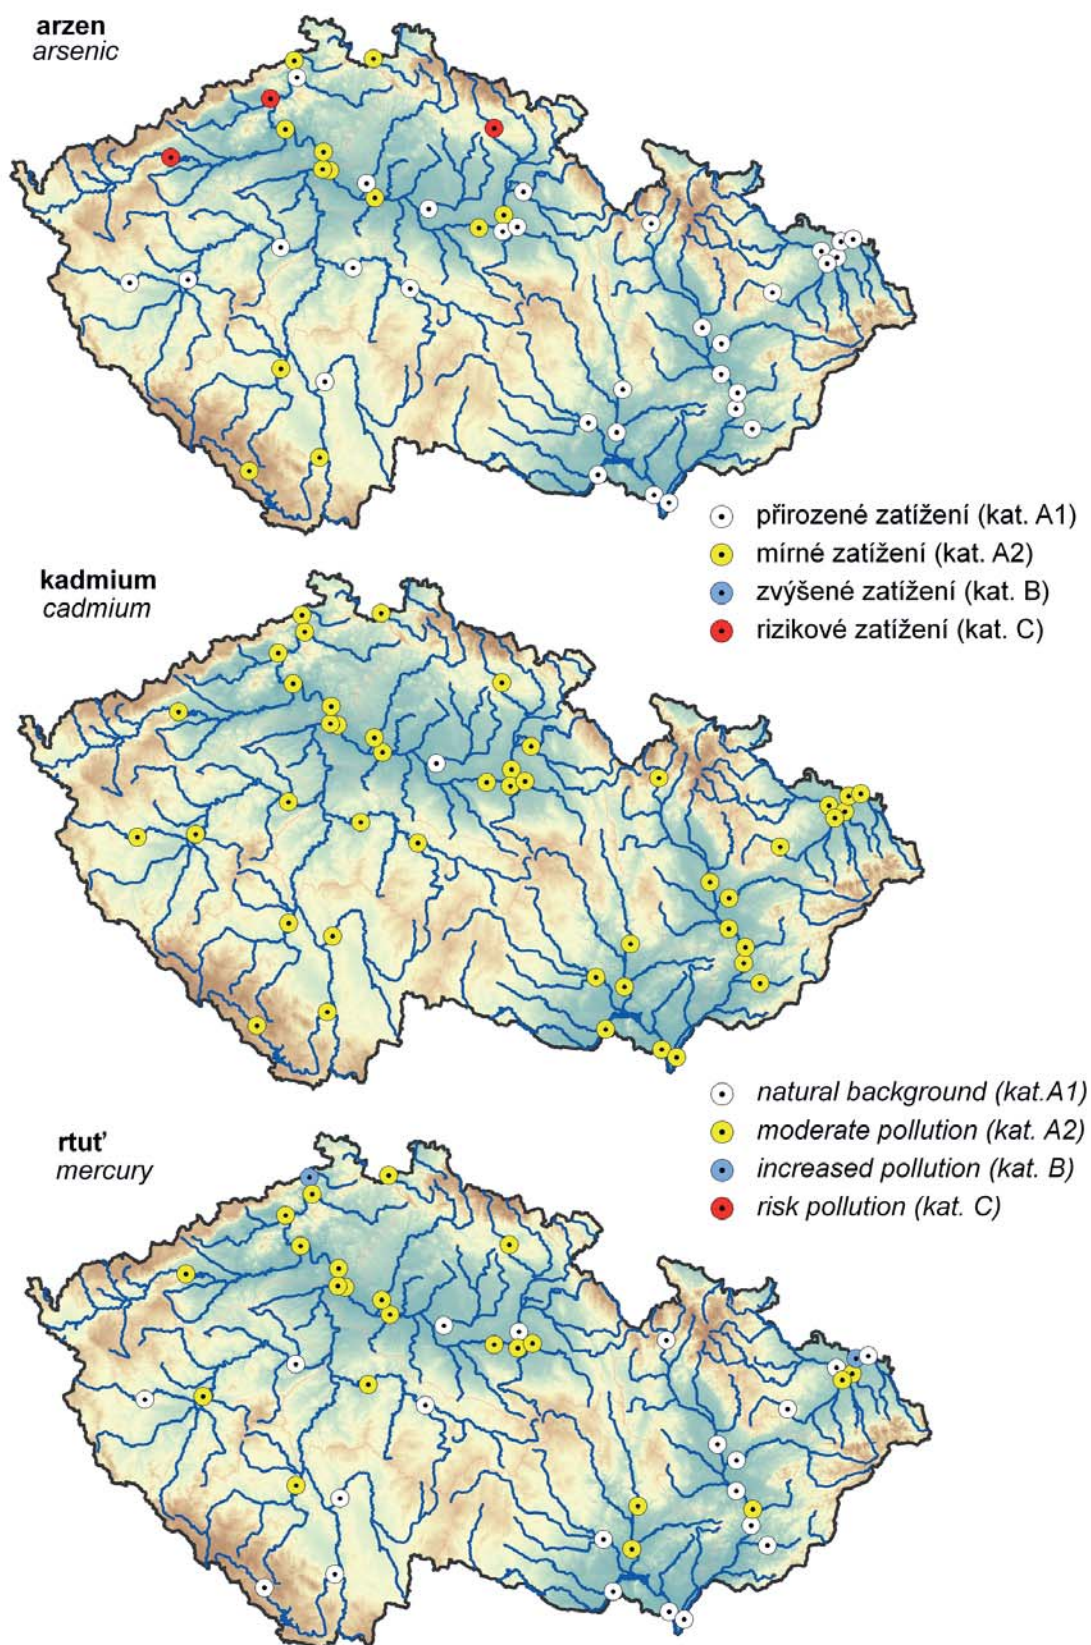 arzen
arsenic
přirozené zatížení (kat. A1)
mírné zatížení (kat. A2)
zvýšené zatížení (kat. B)
rizikové zatížení (kat. C)
kadmium
cadmium
natural background (kat.A1)
moderate pollution (kat. A2)
increased pollution (kat. B)
risk pollution (kat. C)
rtuť
mercury